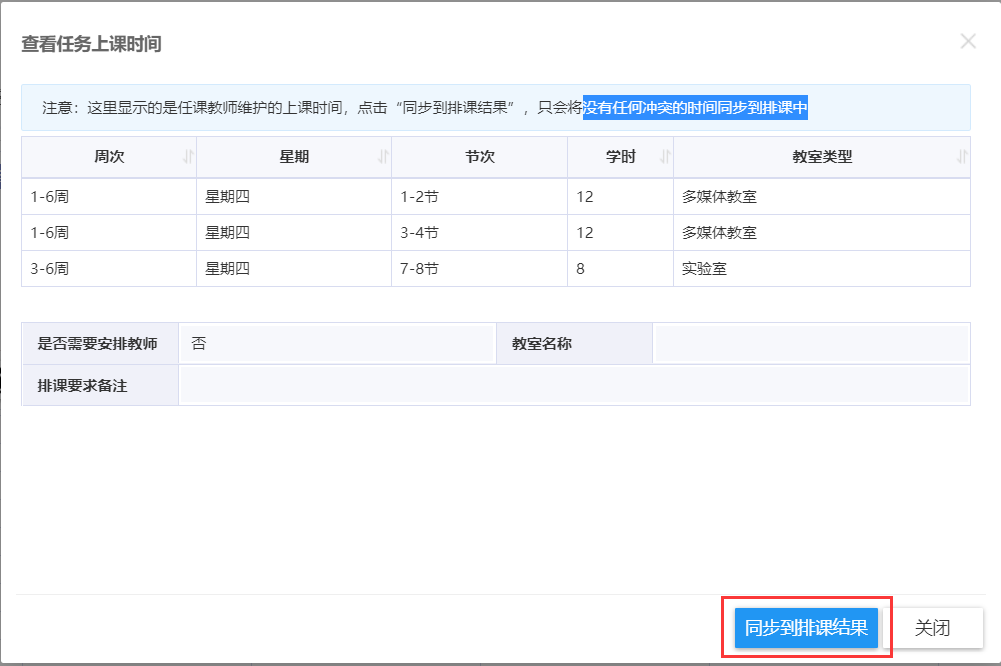 查看任务上课时间
注意：这里显示的是任课教师维护的上课时间，点击“同步到排课结果”，只会将没有任何冲突的时间同步到排课中
周次 星期 节次 学时 教室类型
1-6周 星期四 1-2节 12 多媒体教室
1-6周 星期四 3-4节 12 多媒体教室
3-6周 星期四 7-8节 8 实验室
是否需要安排教师 否 教室名称
排课要求备注
同步到排课结果 关闭